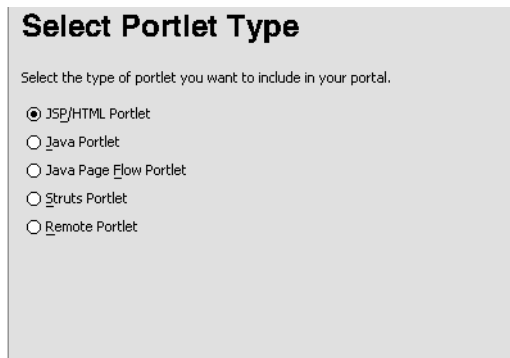 Select Portlet Type
Select the type of portlet you want to include in your portal.
JSP/HTML Portlet
Java Portlet
Java Page Flow Portlet
Struts Portlet
Remote Portlet